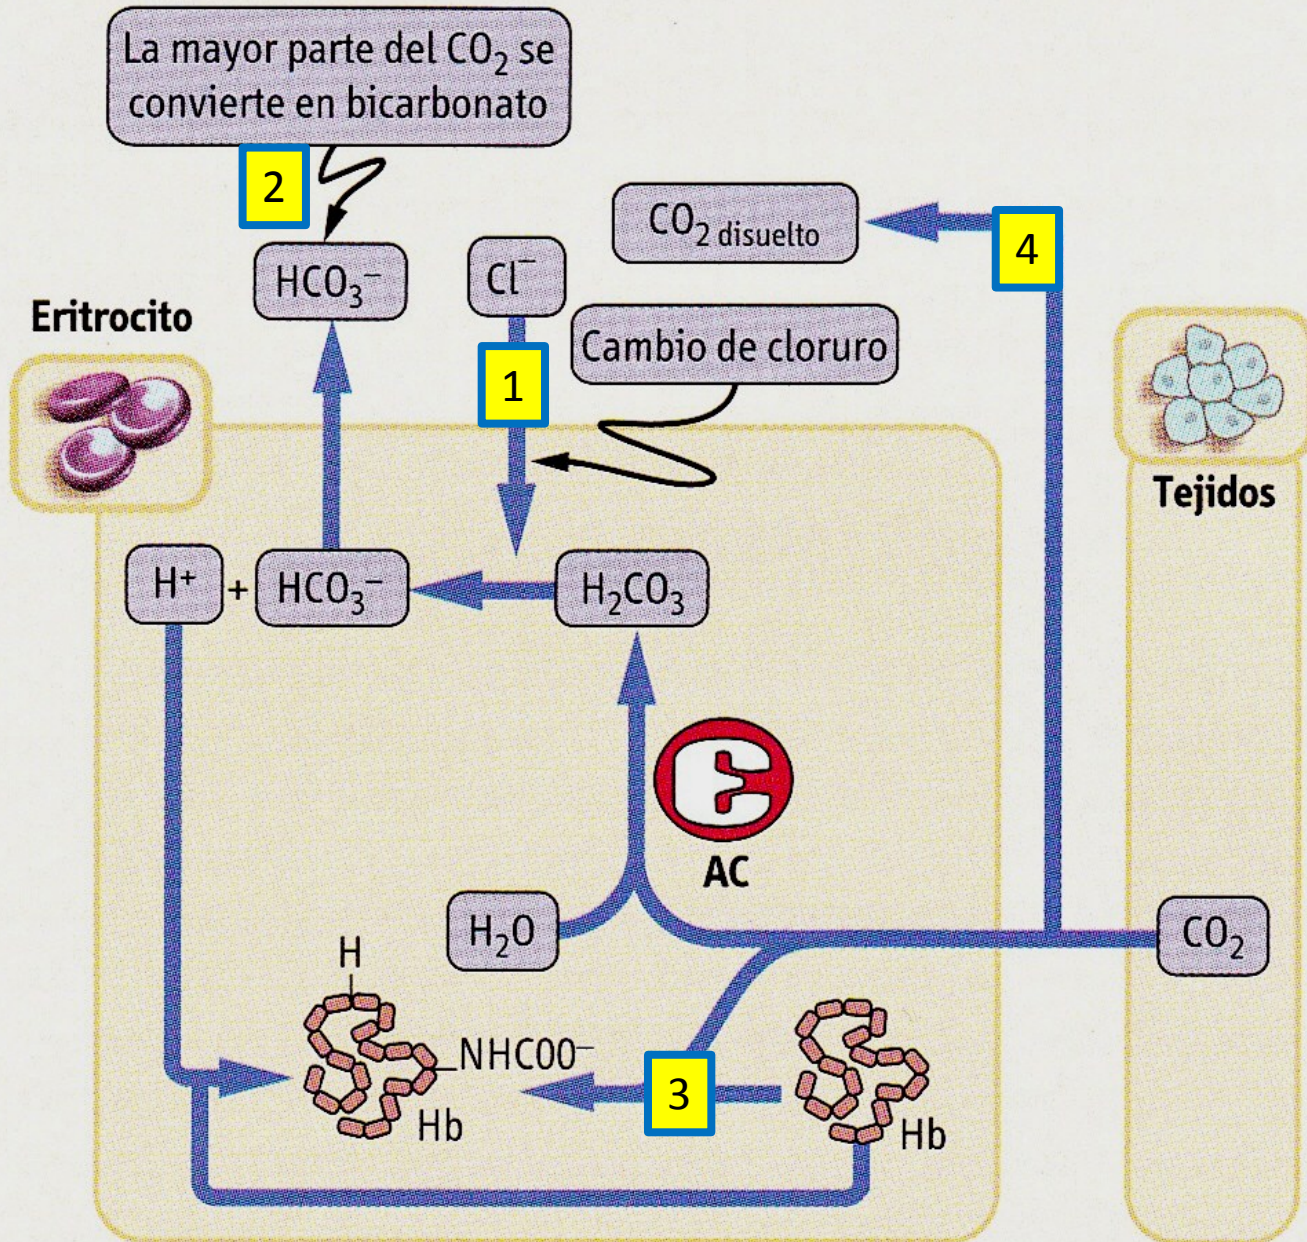 La mayor parte del CO₂ se
convierte en bicarbonato
2
CO₂ disuelto
4
HCO₃⁻
Cl⁻
Eritrocito
Cambio de cloruro
1
Tejidos
H⁺ + HCO₃⁻
H₂CO₃
AC
H₂O
CO₂
H
NHCOO⁻
3
Hb
Hb